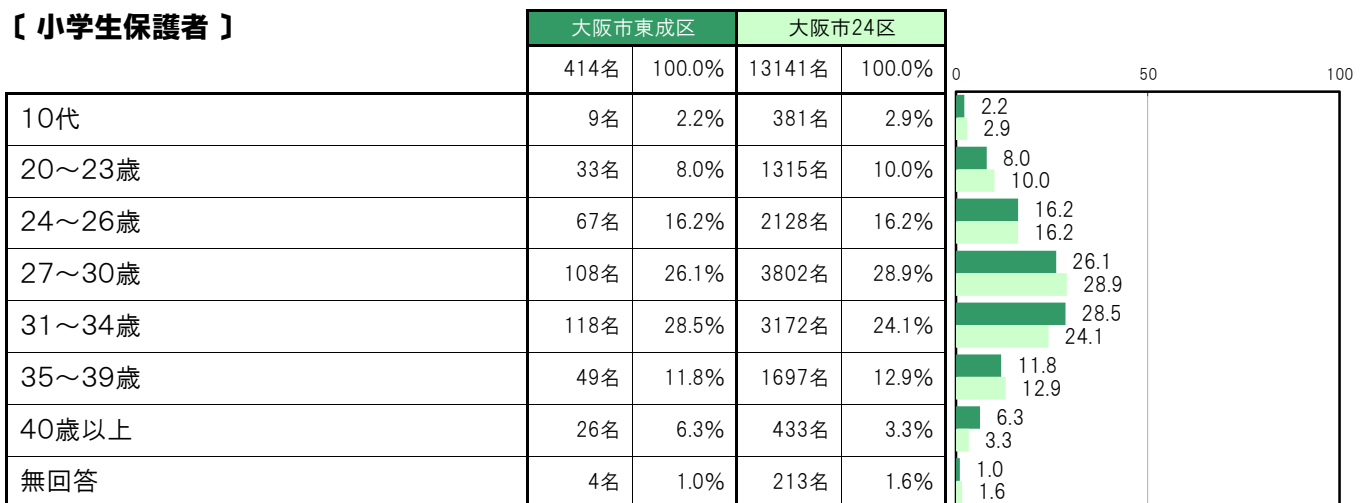 〔 小学生保護者 〕
大阪市東成区 大阪市24区
414名 100.0% 13141名 100.0%
0 50 100
10代 9名 2.2% 381名 2.9% 2.2
2.9
20～23歳 33名 8.0% 1315名 10.0% 8.0
10.0
24～26歳 67名 16.2% 2128名 16.2% 16.2
16.2
27～30歳 108名 26.1% 3802名 28.9% 26.1
28.9
31～34歳 118名 28.5% 3172名 24.1% 28.5
24.1
35～39歳 49名 11.8% 1697名 12.9% 11.8
12.9
40歳以上 26名 6.3% 433名 3.3% 6.3
3.3
無回答 4名 1.0% 213名 1.6% 1.0
1.6